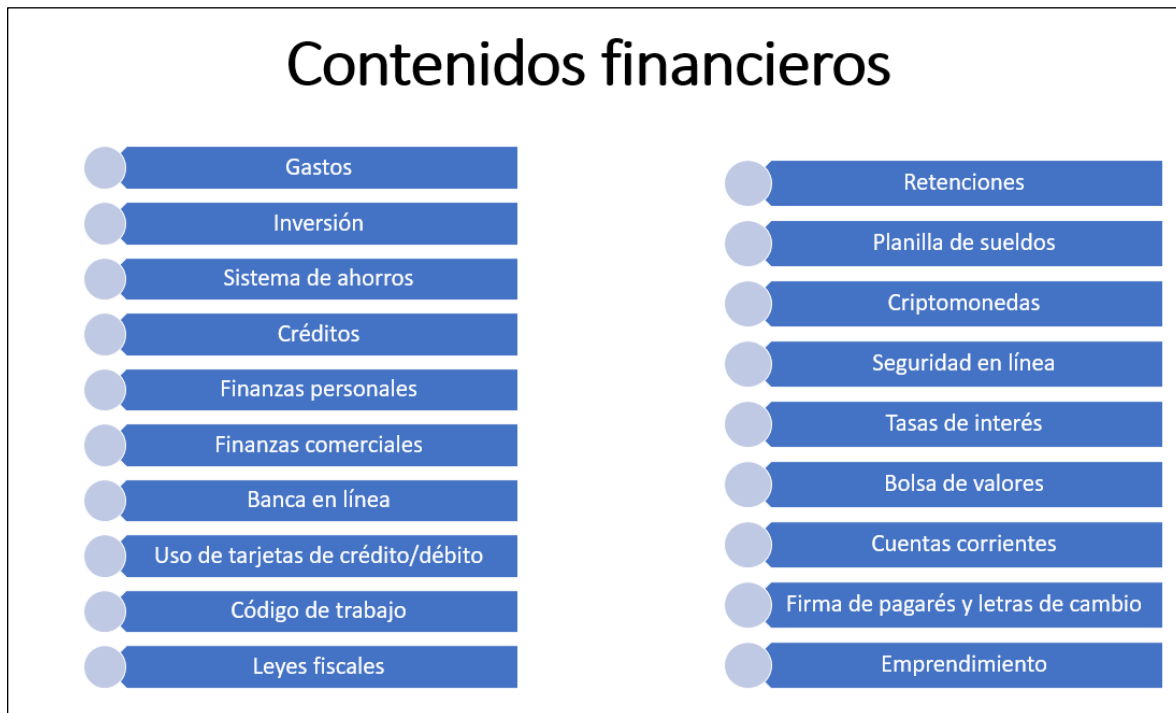 Contenidos financieros
Gastos
Inversión
Sistema de ahorros
Créditos
Finanzas personales
Finanzas comerciales
Banca en línea
Uso de tarjetas de crédito/débito
Código de trabajo
Leyes fiscales
Retenciones
Planilla de sueldos
Criptomonedas
Seguridad en línea
Tasas de interés
Bolsa de valores
Cuentas corrientes
Firma de pagarés y letras de cambio
Emprendimiento